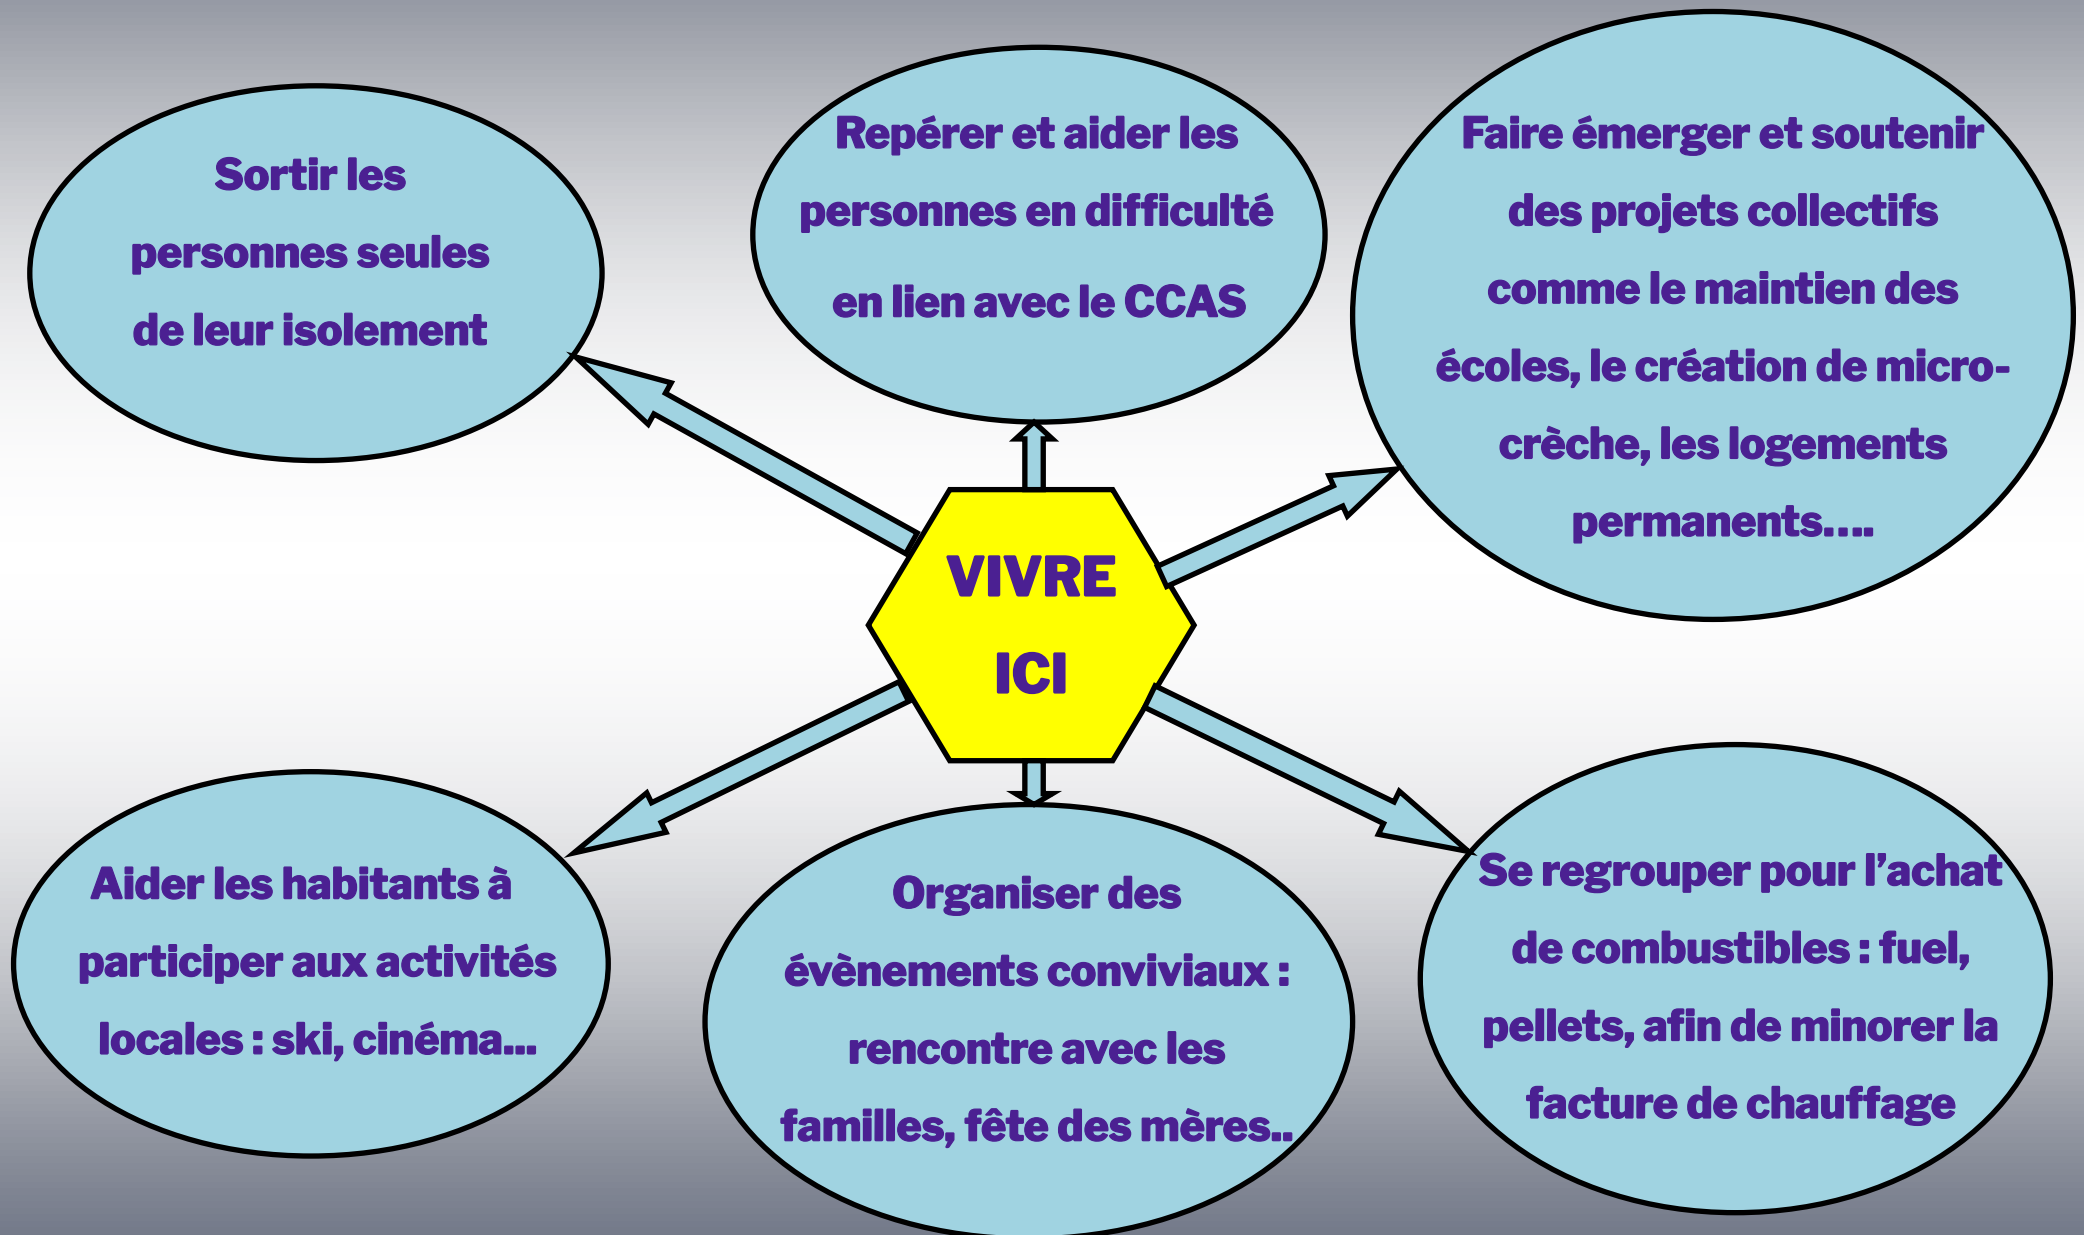 Sortir les
personnes seules
de leur isolement
Repérer et aider les
personnes en difficulté
en lien avec le CCAS
Faire émerger et soutenir
des projets collectifs
comme le maintien des
écoles, le création de micro-
crèche, les logements
permanents….
VIVRE
ICI
Aider les habitants à
participer aux activités
locales : ski, cinéma…
Organiser des
évènements conviviaux :
rencontre avec les
familles, fête des mères..
Se regrouper pour l’achat
de combustibles : fuel,
pellets, afin de minorer la
facture de chauffage